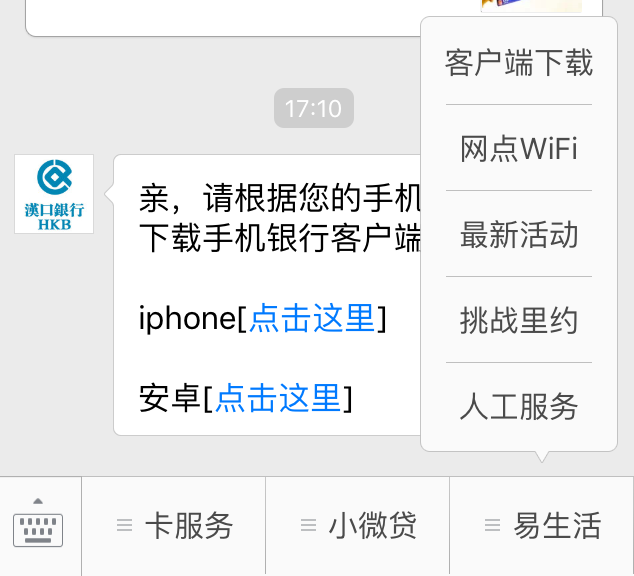 17:10
漢口銀行
HKB
亲，请根据您的手机
下载手机银行客户端
iphone[点击这里]
安卓[点击这里]
客户端下载
网点WiFi
最新活动
挑战里约
人工服务
卡服务
小微贷
易生活